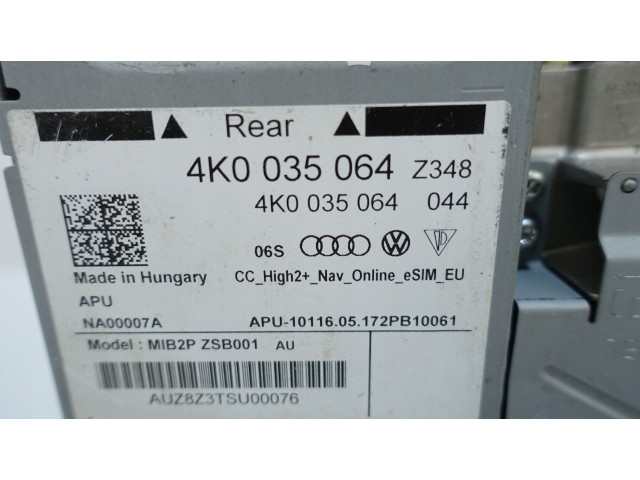 Rear
4K0 035 064 Z348
4K0 035 064 044
06S
Made in Hungary CC_High2+_Nav_Online_eSIM_EU
APU
NA00007A APU-10116.05.172PB10061
Model : MIB2P ZSB001 AU
AUZ8Z3TSU00076